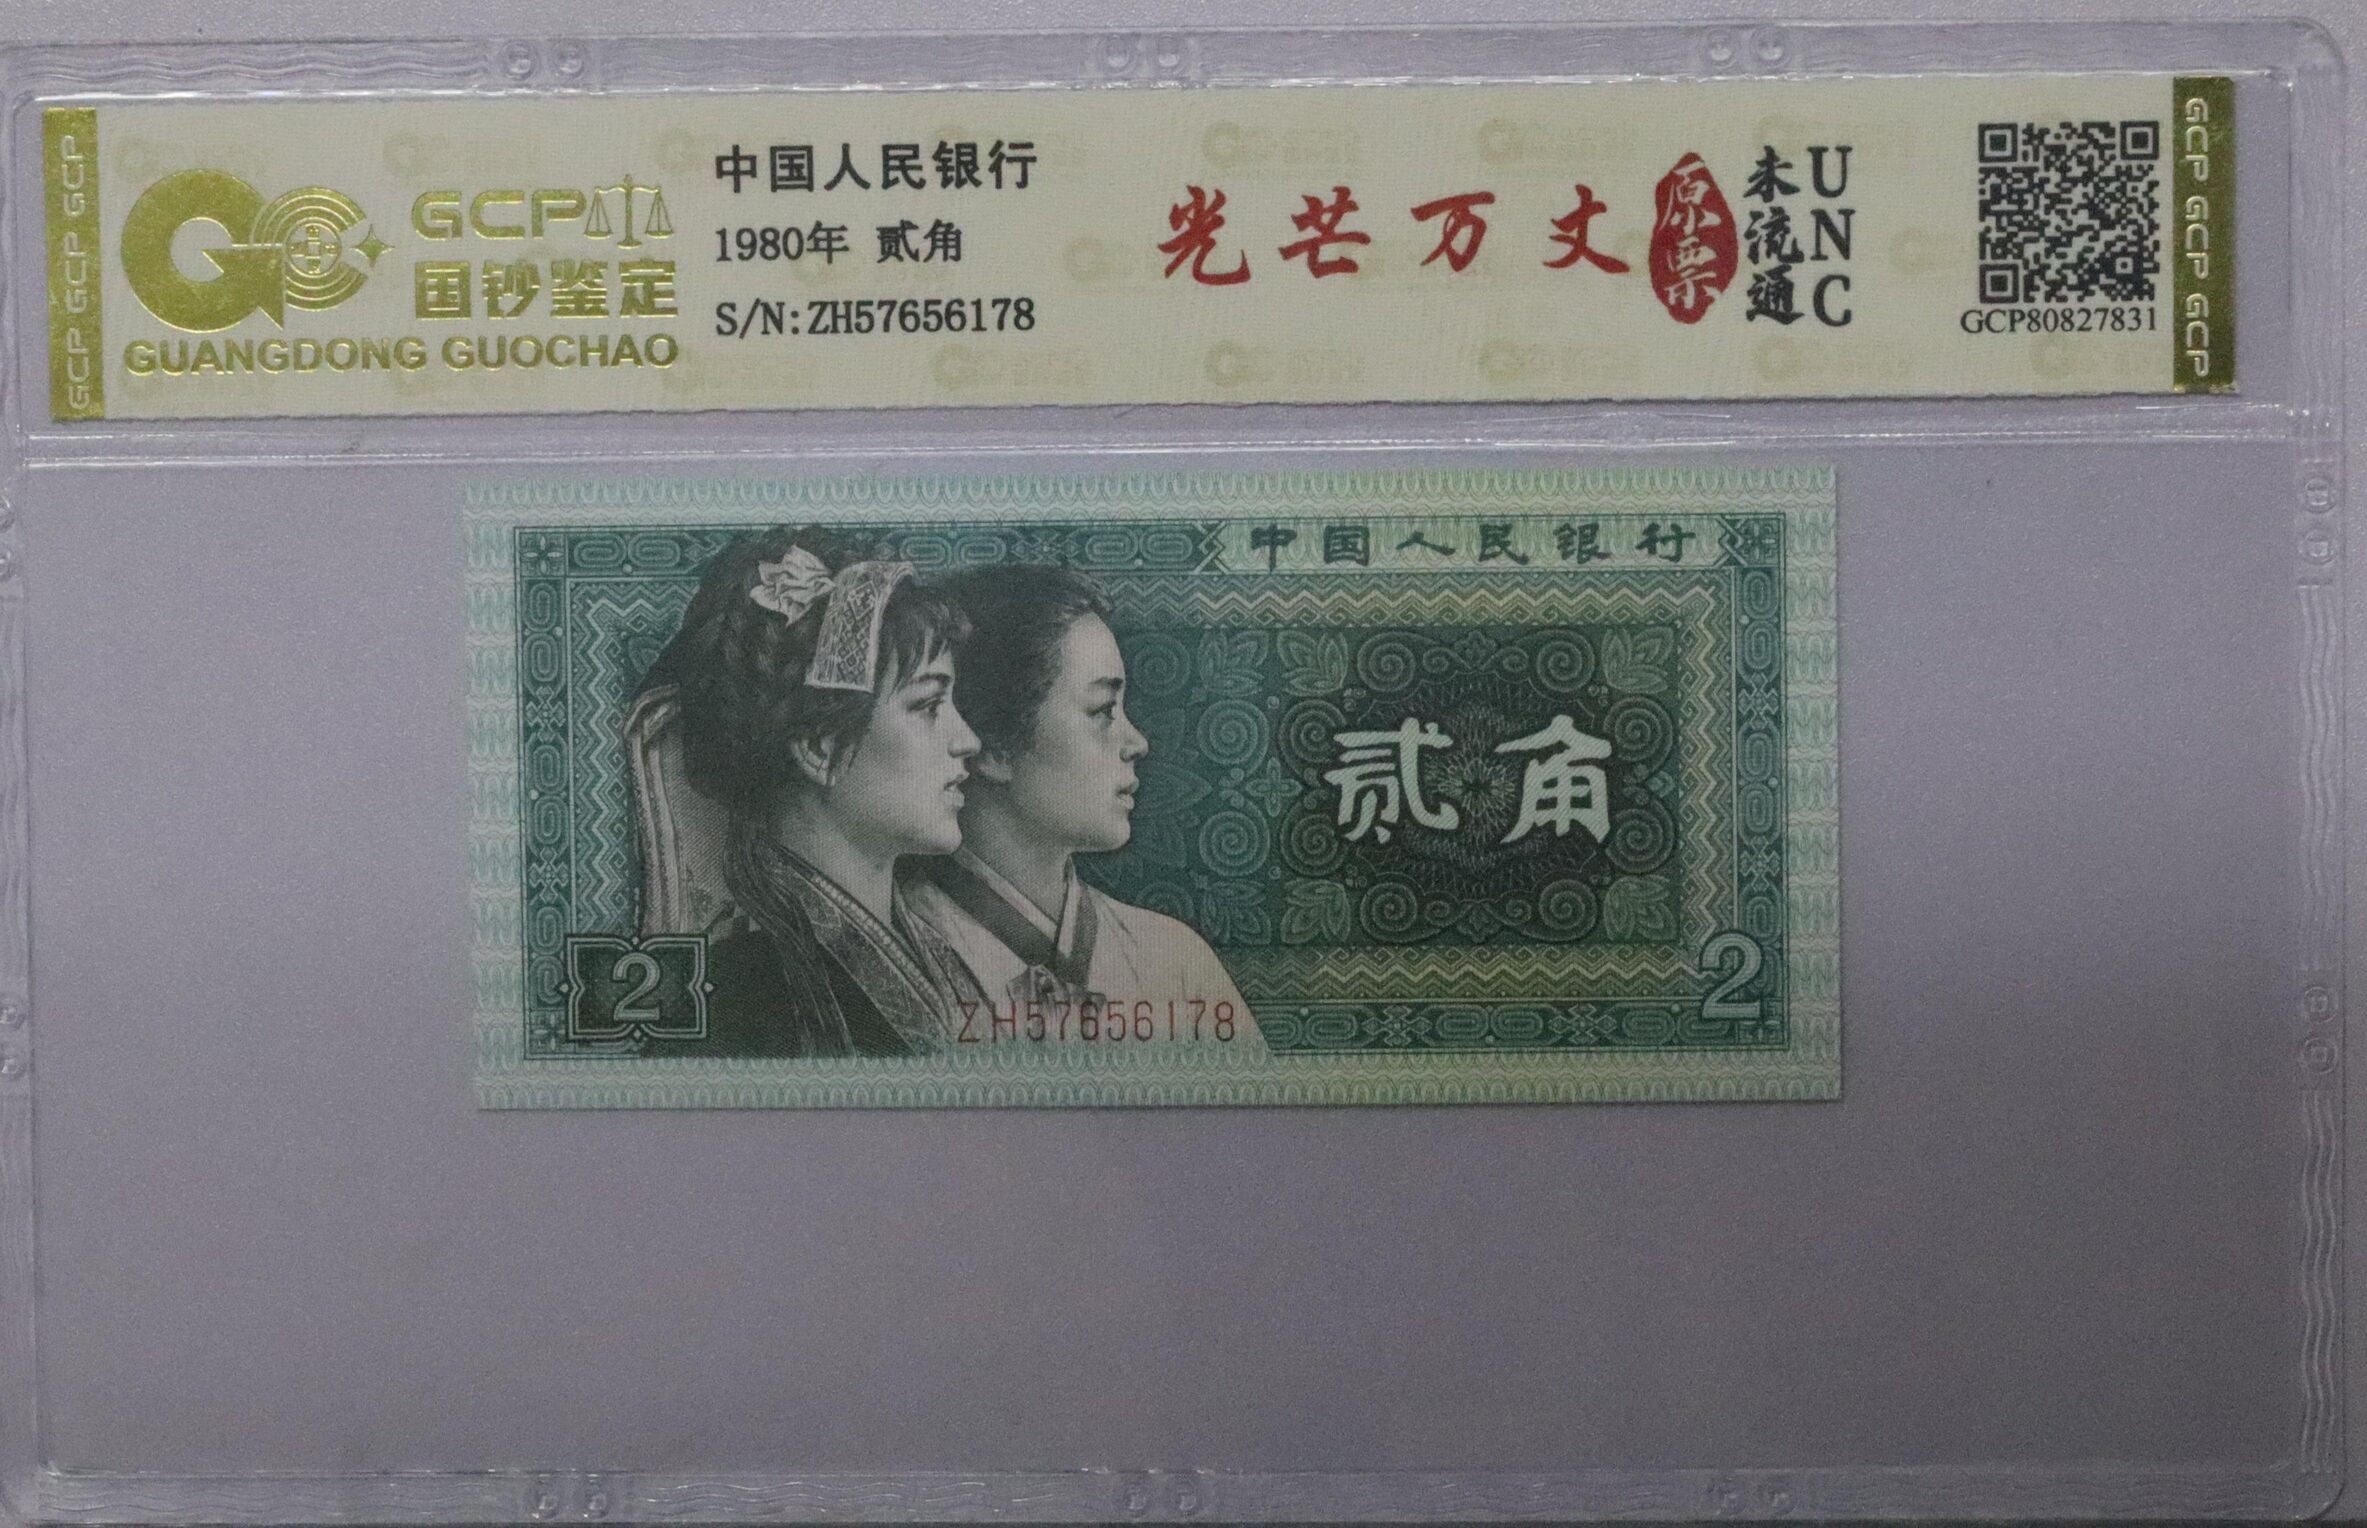 GCP GCP GCP
GCP
国钞鉴定
GUANGDONG GUOCHAO
中国人民银行
1980年 贰角
S/N:ZH57656178
光芒万丈
原票
未流通
UNC
GCP80827831
GCP GCP GCP
中国人民银行
贰角
2
2
ZH57656178